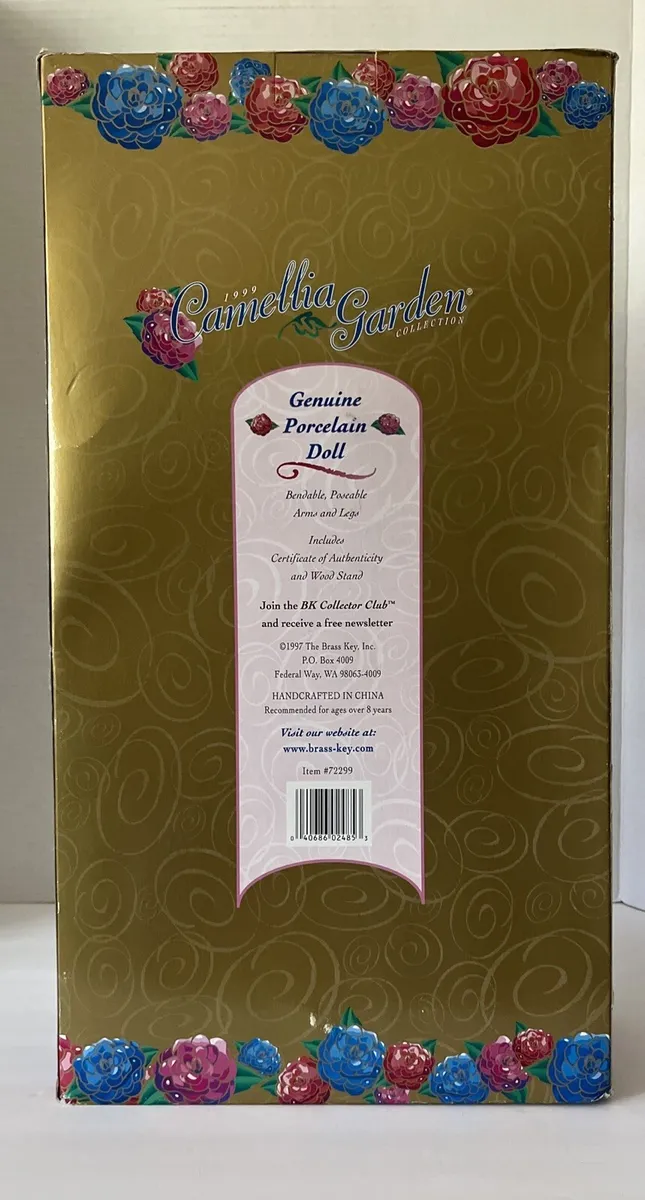 1999
Camellia Garden®
COLLECTION
Genuine
Porcelain
Doll
Bendable, Poseable
Arms and Legs
Includes
Certificate of Authenticity
and Wood Stand
Join the BK Collector Club™
and receive a free newsletter
©1997 The Brass Key, Inc.
P.O. Box 4009
Federal Way, WA 98063-4009
HANDCRAFTED IN CHINA
Recommended for ages over 8 years
Visit our website at:
www.brass-key.com
Item #72299
0 40686 02485 3